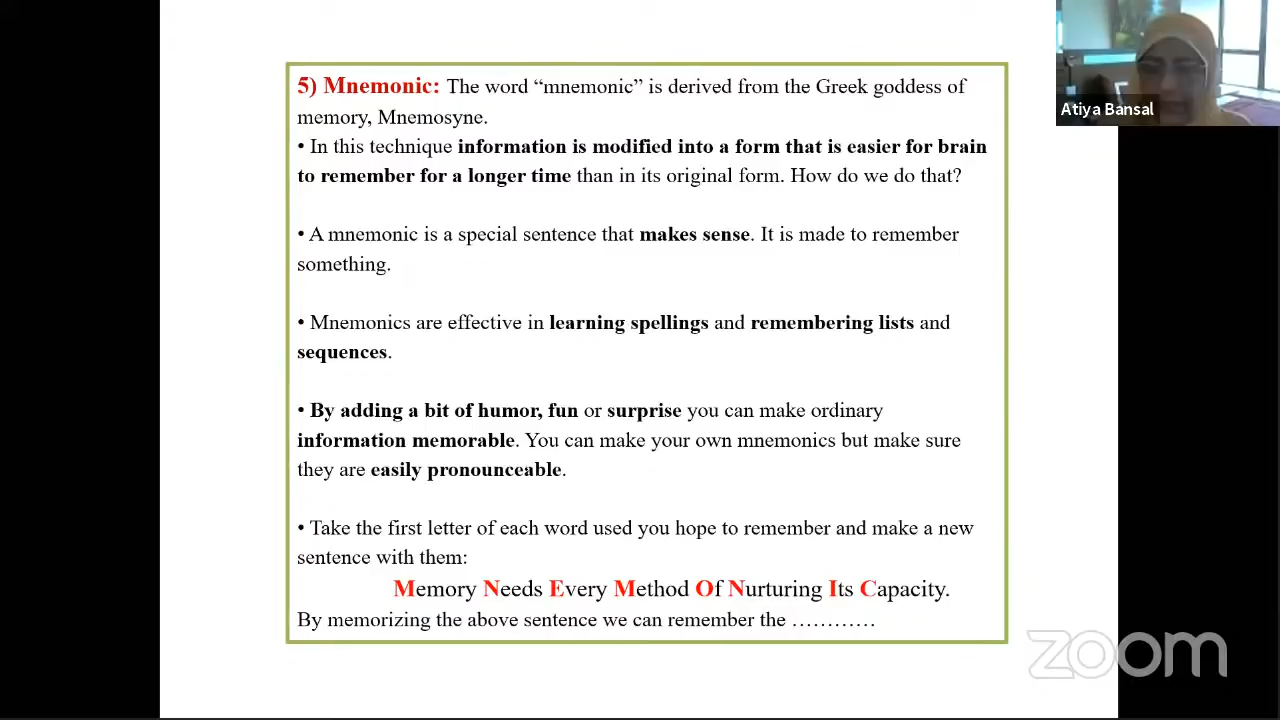 5) Mnemonic: The word “mnemonic” is derived from the Greek goddess of
memory, Mnemosyne.
• In this technique information is modified into a form that is easier for brain
to remember for a longer time than in its original form. How do we do that?
• A mnemonic is a special sentence that makes sense. It is made to remember
something.
• Mnemonics are effective in learning spellings and remembering lists and
sequences.
• By adding a bit of humor, fun or surprise you can make ordinary
information memorable. You can make your own mnemonics but make sure
they are easily pronounceable.
• Take the first letter of each word used you hope to remember and make a new
sentence with them:
Memory Needs Every Method Of Nurturing Its Capacity.
By memorizing the above sentence we can remember the …………
Atiya Bansal
zoom